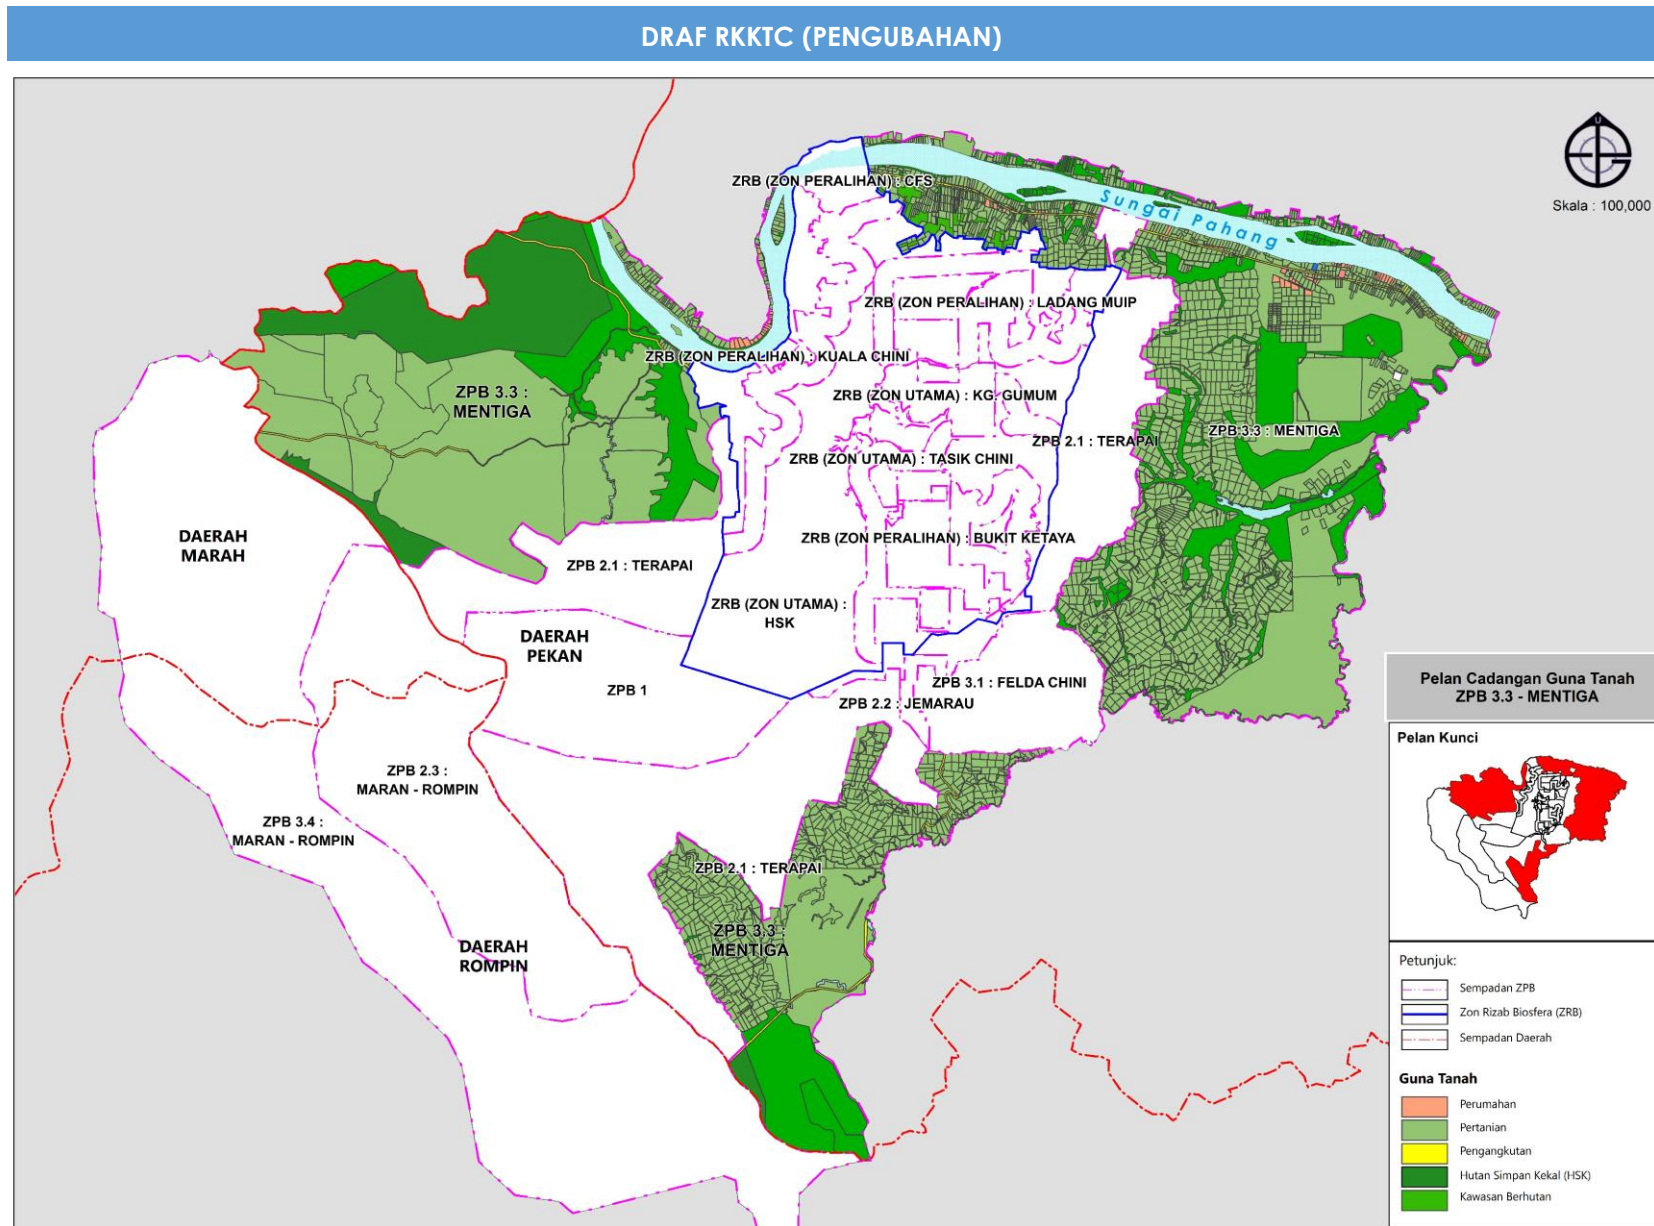 DRAF RKKTC (PENGUBAHAN)
U
Skala : 100,000
ZRB (ZON PERALIHAN) : CFS
Sungai Pahang
ZRB (ZON PERALIHAN) : LADANG MUIP
ZRB (ZON PERALIHAN) : KUALA CHINI
ZPB 3.3 :
MENTIGA
ZRB (ZON UTAMA) : KG. GUMUM
ZPB 2.1 : TERAPAI
ZPB 3.3 : MENTIGA
ZRB (ZON UTAMA) : TASIK CHINI
DAERAH
MARAH
ZRB (ZON PERALIHAN) : BUKIT KETAYA
ZPB 2.1 : TERAPAI
ZRB (ZON UTAMA) :
HSK
DAERAH
PEKAN
ZPB 1
ZPB 3.1 : FELDA CHINI
ZPB 2.2 : JEMARAU
ZPB 2.3 :
MARAN - ROMPIN
ZPB 3.4 :
MARAN - ROMPIN
ZPB 2.1 : TERAPAI
ZPB 3.3 :
MENTIGA
DAERAH
ROMPIN
Pelan Cadangan Guna Tanah
ZPB 3.3 - MENTIGA
Pelan Kunci
Petunjuk:
Sempadan ZPB
Zon Rizab Biosfera (ZRB)
Sempadan Daerah
Guna Tanah
Perumahan
Pertanian
Pengangkutan
Hutan Simpan Kekal (HSK)
Kawasan Berhutan